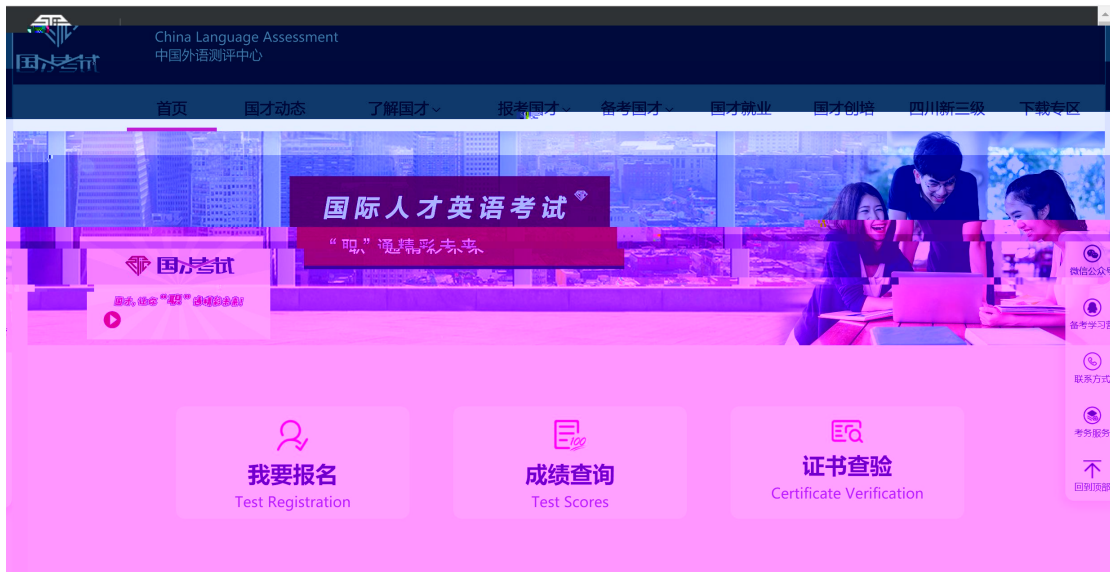 China Language Assessment
中国外语测评中心
国才考试
首页 国才动态 了解国才 报考国才 备考国才 国才就业 国才创培 四川新三级 下载专区
国际人才英语考试
“职”通精彩未来
国才考试
微信公众号
备考学习营
联系方式
考务服务
回到顶部
我要报名
Test Registration
成绩查询
Test Scores
证书查验
Certificate Verification